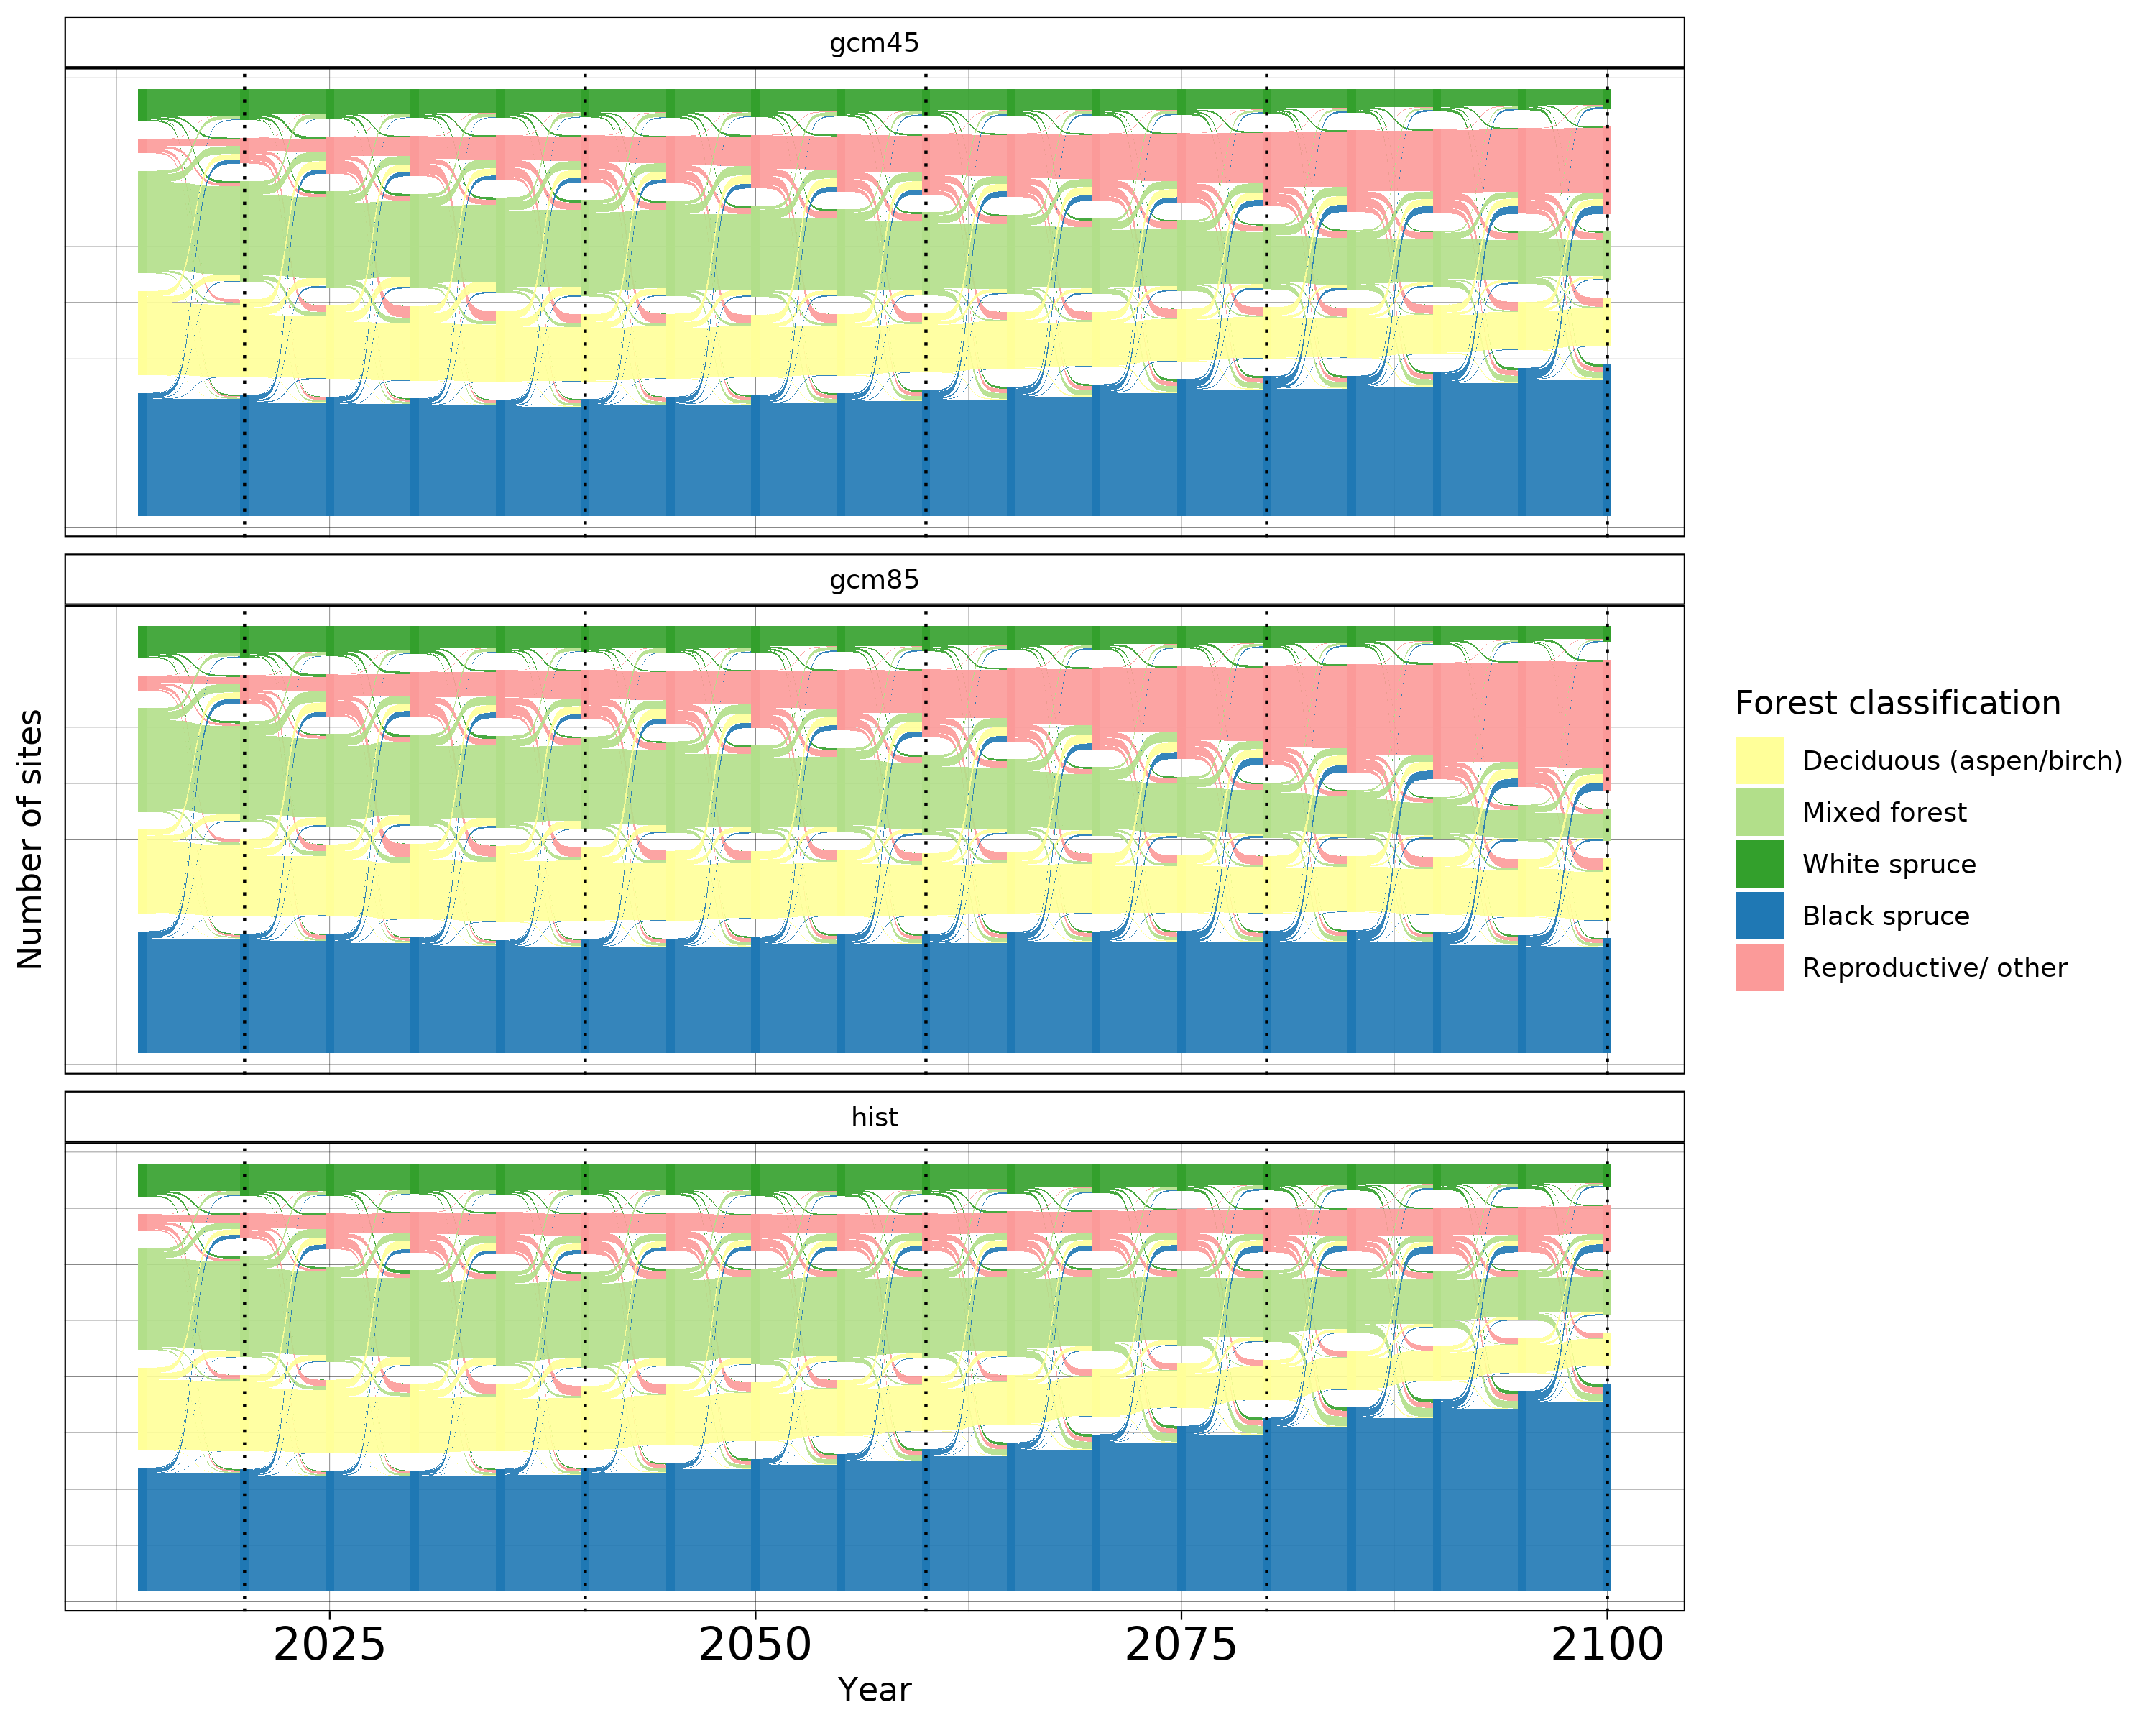 gcm45
gcm85
hist
Number of sites
2025 2050 2075 2100
Year
Forest classification
Deciduous (aspen/birch)
Mixed forest
White spruce
Black spruce
Reproductive/ other